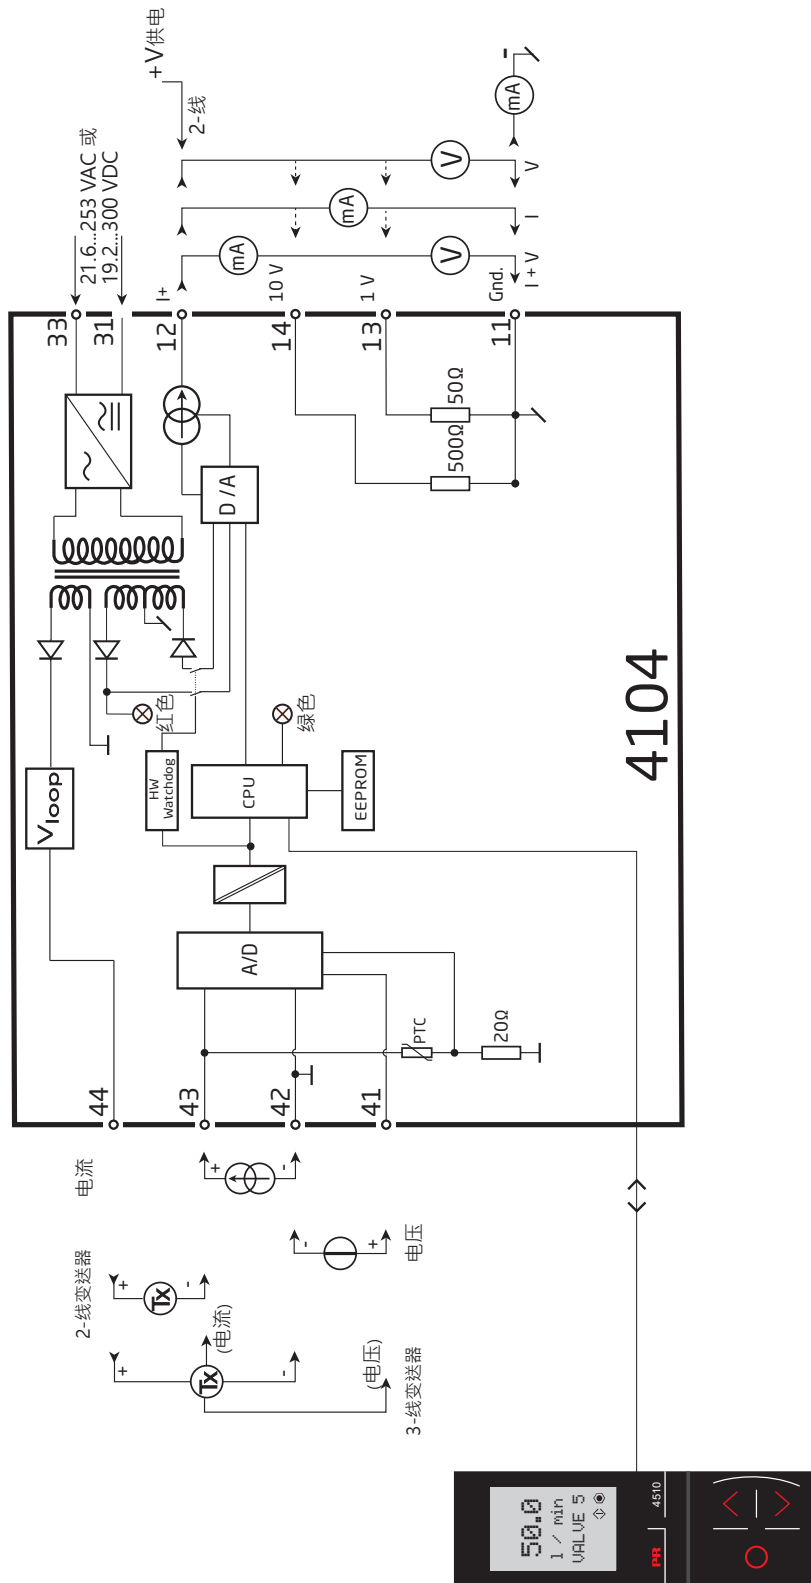 2-线变送器
3-线变送器
电流
电压
(电流)
(电压)
Tx
+
-
Tx
+
-
+
-
-
+
44
43
42
41
Vloop
A/D
PTC
20Ω
HW
Watchdog
CPU
EEPROM
红色
绿色
D/A
500Ω
50Ω
4104
33
31
12
14
13
11
21.6...253 VAC 或
19.2...300 VDC
I+
10 V
1 V
Gnd.
+V供电
2-线
mA
V
I + V
mA
I
V
V
mA
-
50.0
l / min
VALVE 5
PR
4510